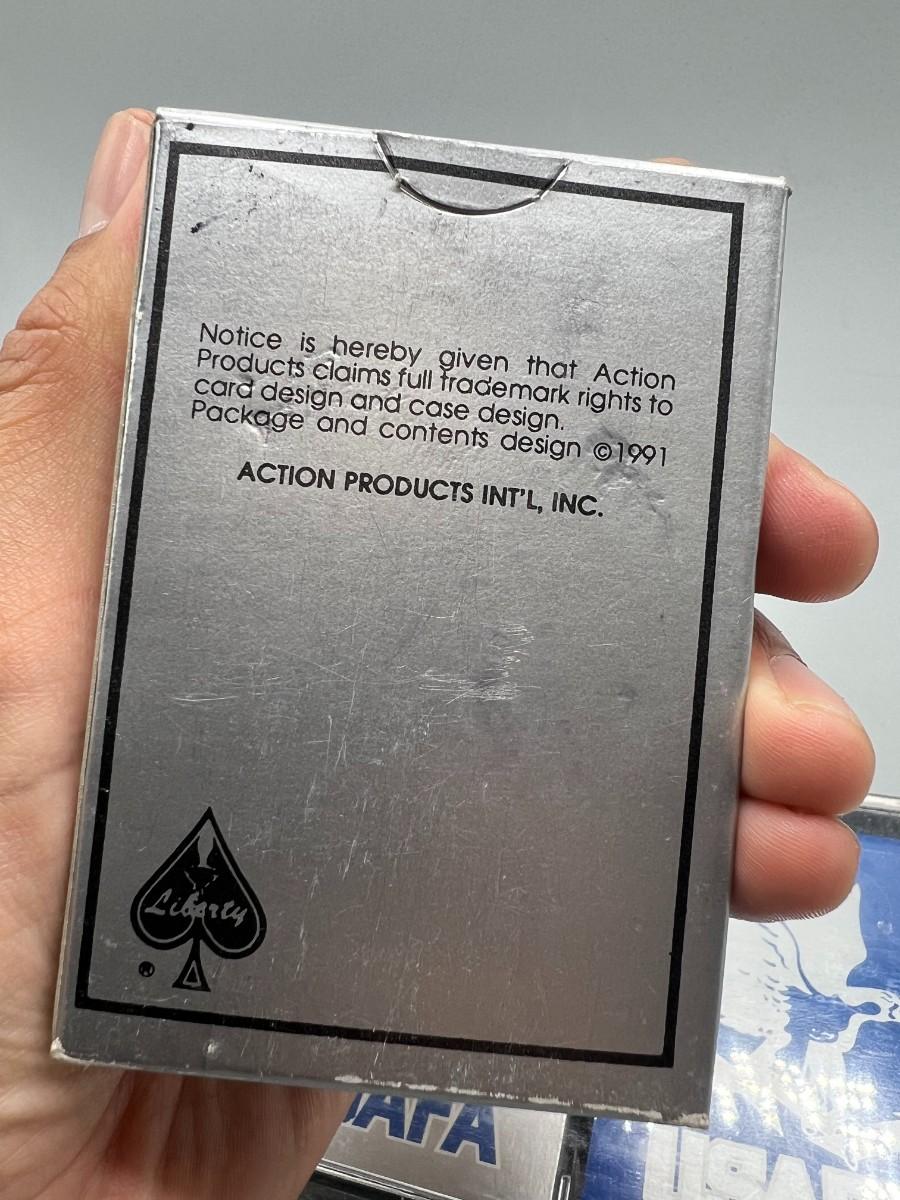 Notice is hereby given that Action
Products claims full trademark rights to
card design and case design.
Package and contents design ©1991
ACTION PRODUCTS INT'L, INC.
Liberty
®